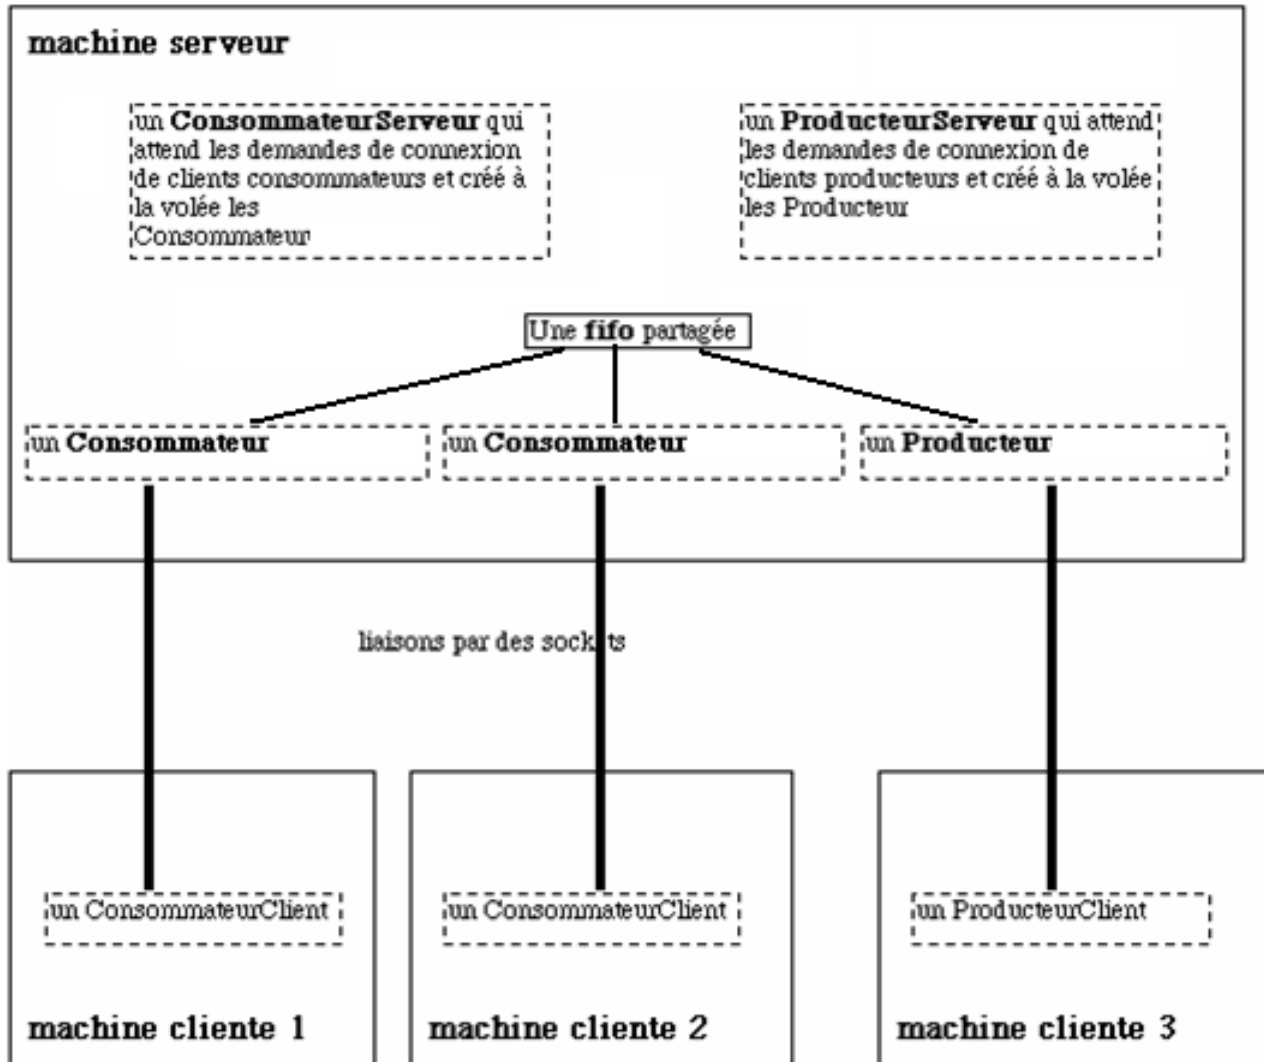 machine serveur
un ConsommateurServeur qui
attend les demandes de connexion
de clients consommateurs et créé à
la volée les
Consommateur
un ProducteurServeur qui attend
les demandes de connexion de
clients producteurs et créé à la volée
les Producteur
Une fifo partagée
un Consommateur
un Consommateur
un Producteur
liaisons par des sockets
un ConsommateurClient
un ConsommateurClient
un ProducteurClient
machine cliente 1
machine cliente 2
machine cliente 3